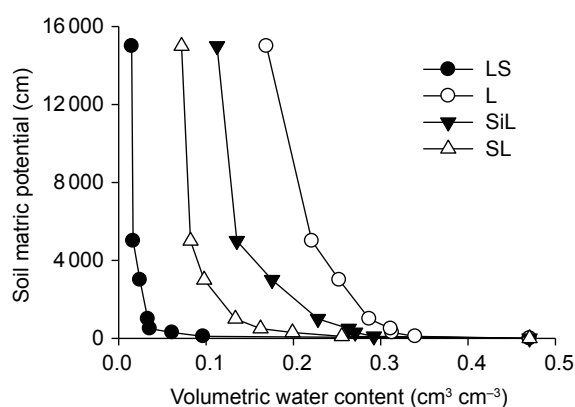 16 000
12 000
8 000
4 000
0
Soil matric potential (cm)
LS
L
SiL
SL
0.0 0.1 0.2 0.3 0.4 0.5
Volumetric water content (cm³ cm⁻³)